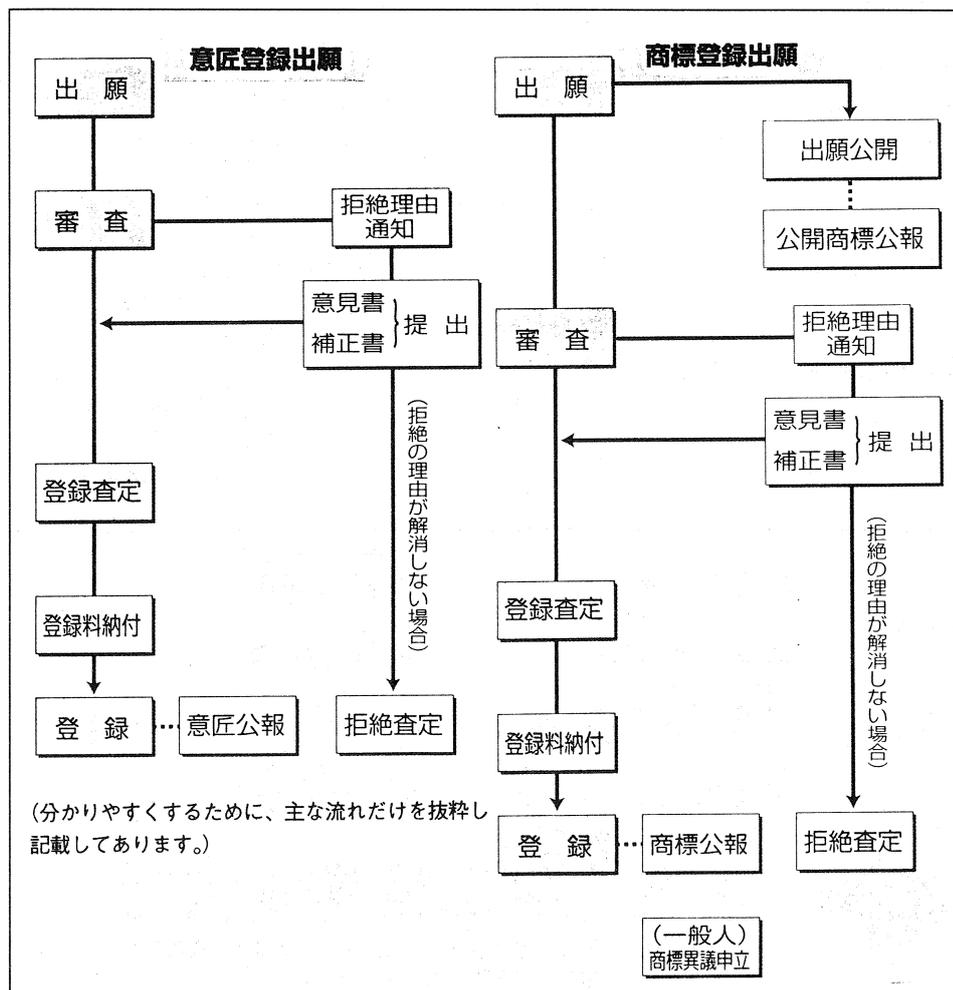 意匠登録出願
出願
審査
拒絶理由
通知
意見書
補正書
提出
(拒絶の理由が解消しない場合)
登録査定
登録料納付
登録
意匠公報
拒絶査定
(分かりやすくするために、主な流れだけを抜粋し
記載してあります。)
商標登録出願
出願
出願公開
公開商標公報
審査
拒絶理由
通知
意見書
補正書
提出
(拒絶の理由が解消しない場合)
登録査定
登録料納付
登録
商標公報
拒絶査定
(一般人)
商標異議申立